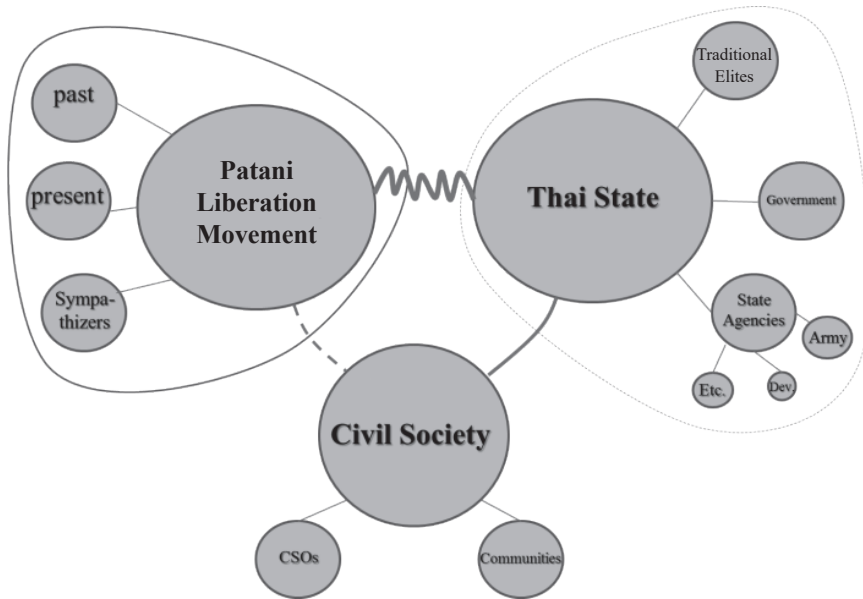 past
present
Sympa-
thizers
Patani
Liberation
Movement
Thai State
Traditional
Elites
Government
State
Agencies
Army
Etc.
Dev.
Civil Society
CSOs
Communities